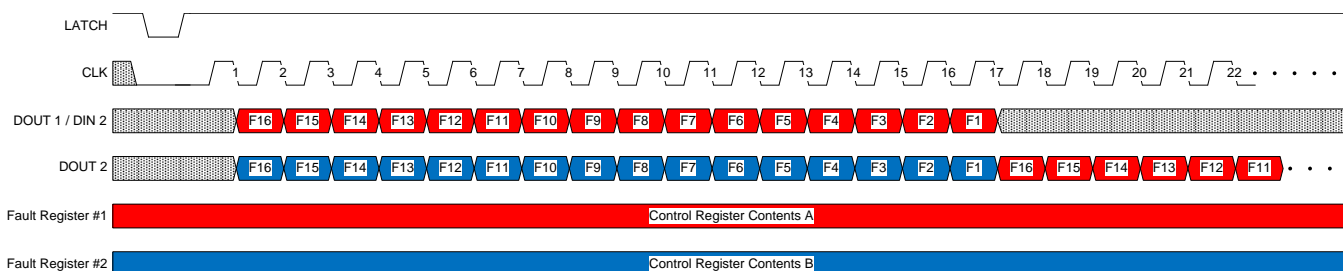 LATCH
CLK 1 2 3 4 5 6 7 8 9 10 11 12 13 14 15 16 17 18 19 20 21 22
DOUT 1 / DIN 2 F16 F15 F14 F13 F12 F11 F10 F9 F8 F7 F6 F5 F4 F3 F2 F1
DOUT 2 F16 F15 F14 F13 F12 F11 F10 F9 F8 F7 F6 F5 F4 F3 F2 F1 F16 F15 F14 F13 F12 F11
Fault Register #1 Control Register Contents A
Fault Register #2 Control Register Contents B